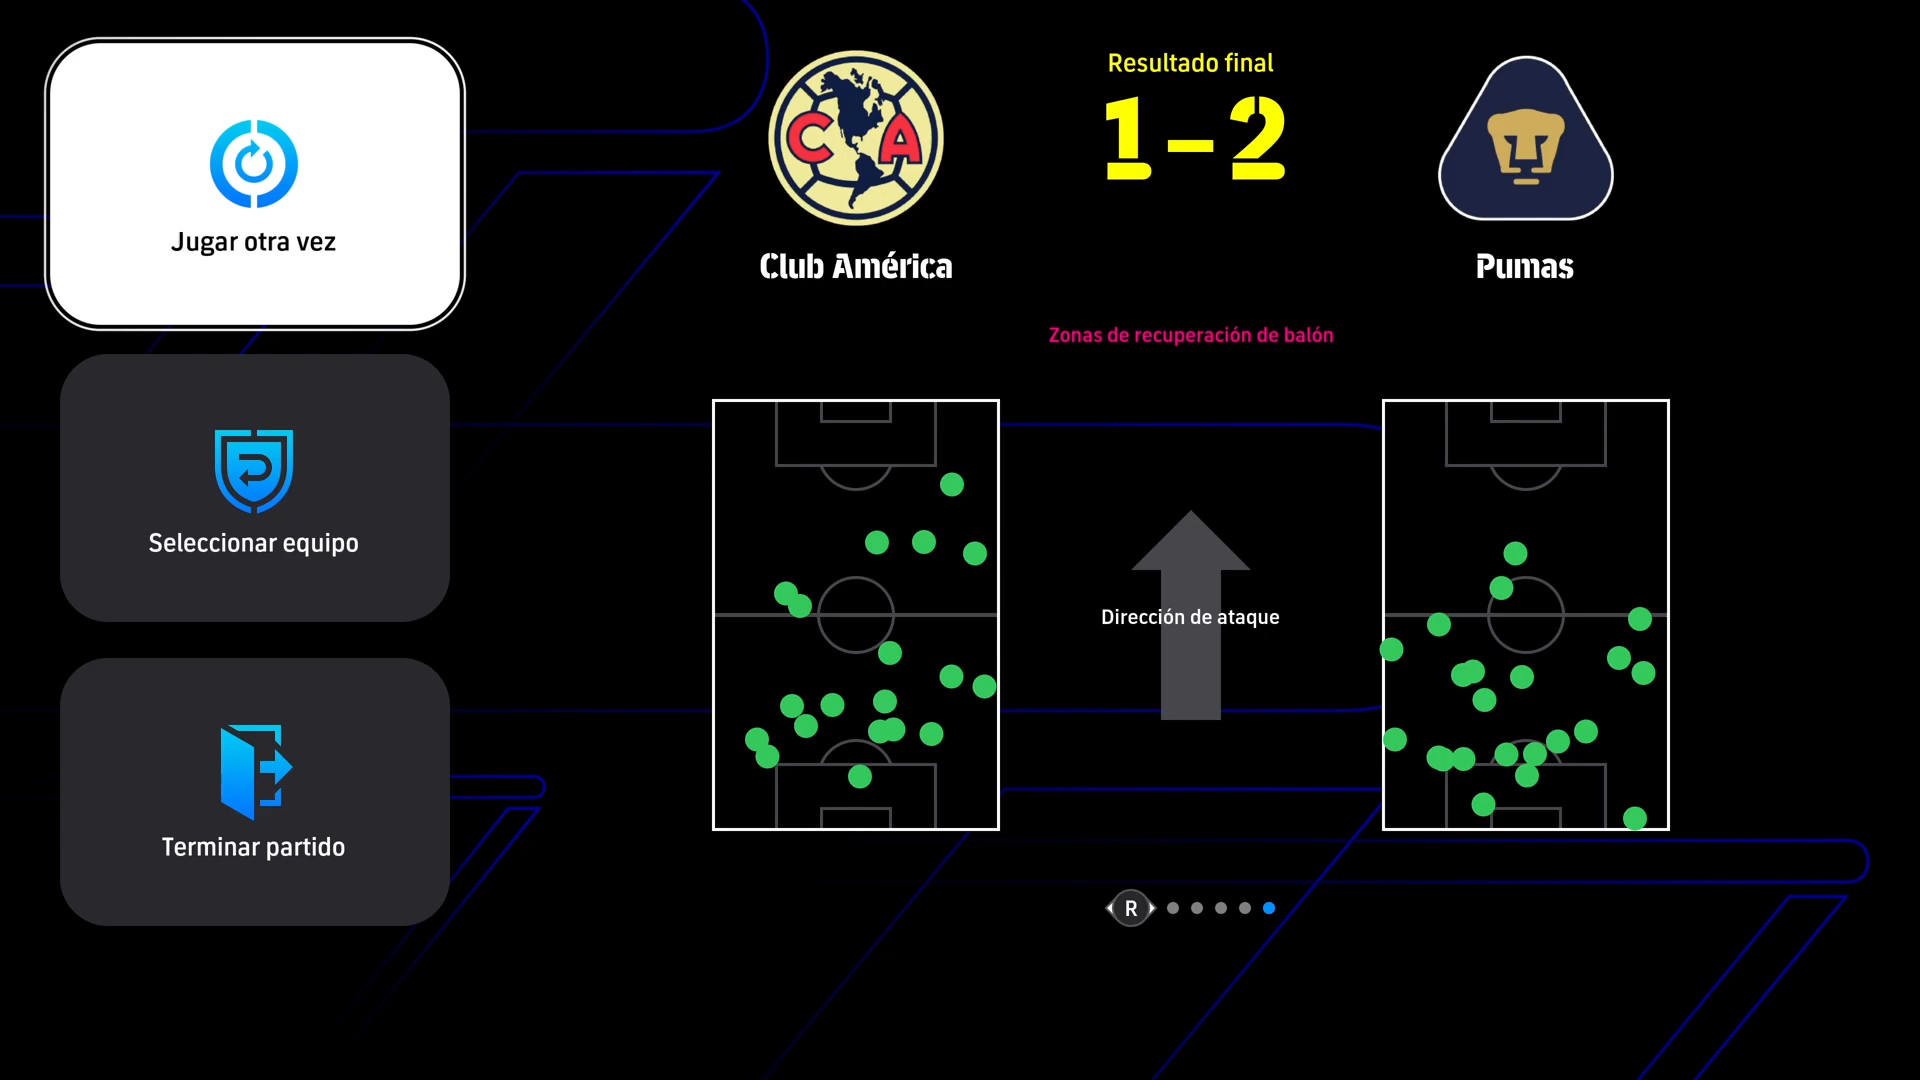 Jugar otra vez
Seleccionar equipo
Terminar partido
CA
Resultado final
1-2
Club América
Pumas
Zonas de recuperación de balón
Dirección de ataque
R